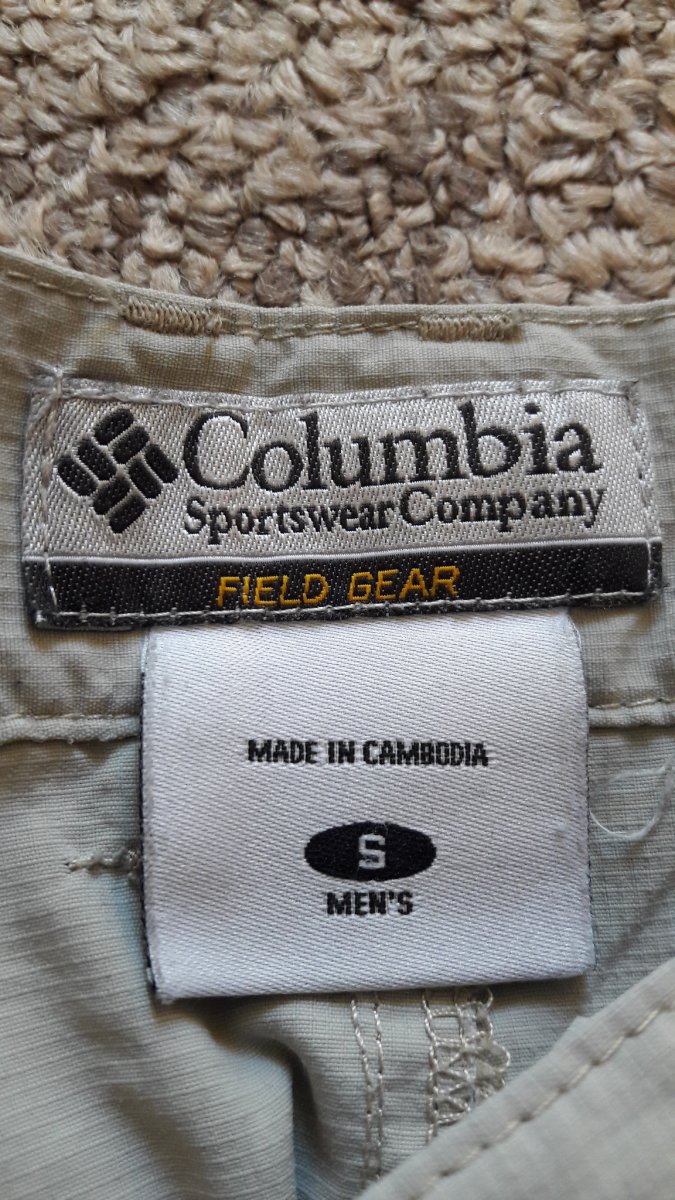 Columbia
Sportswear Company
FIELD GEAR
MADE IN CAMBODIA
S
MEN'S